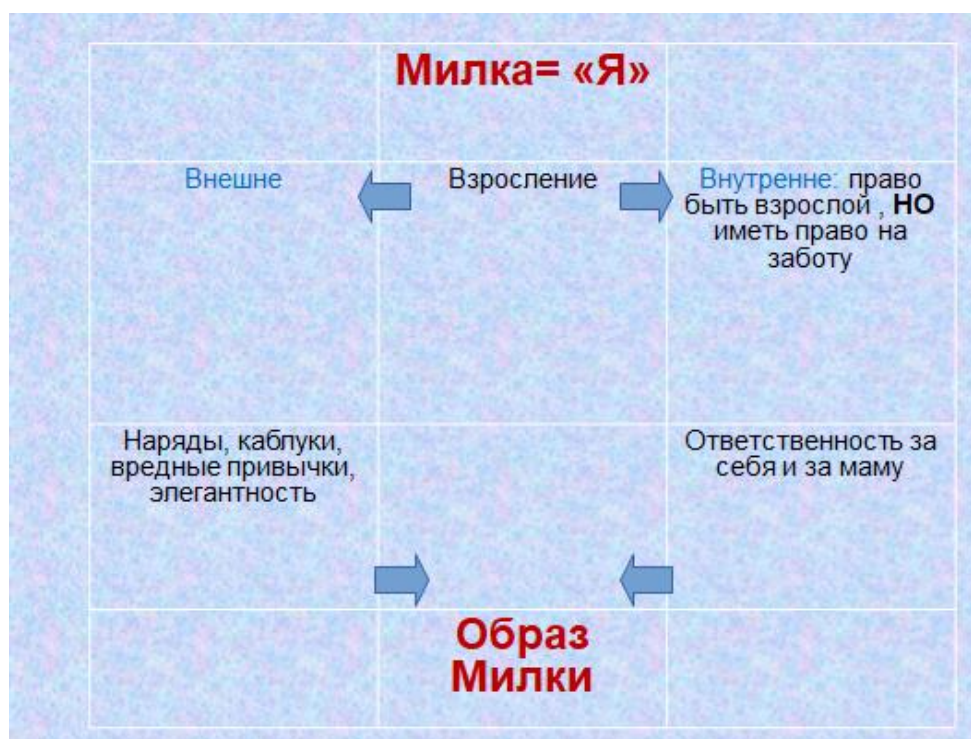 Милка= «Я»
Внешне
Взросление
Внутренне: право
быть взрослой , НО
иметь право на
заботу
Наряды, каблуки,
вредные привычки,
элегантность
Ответственность за
себя и за маму
Образ
Милки